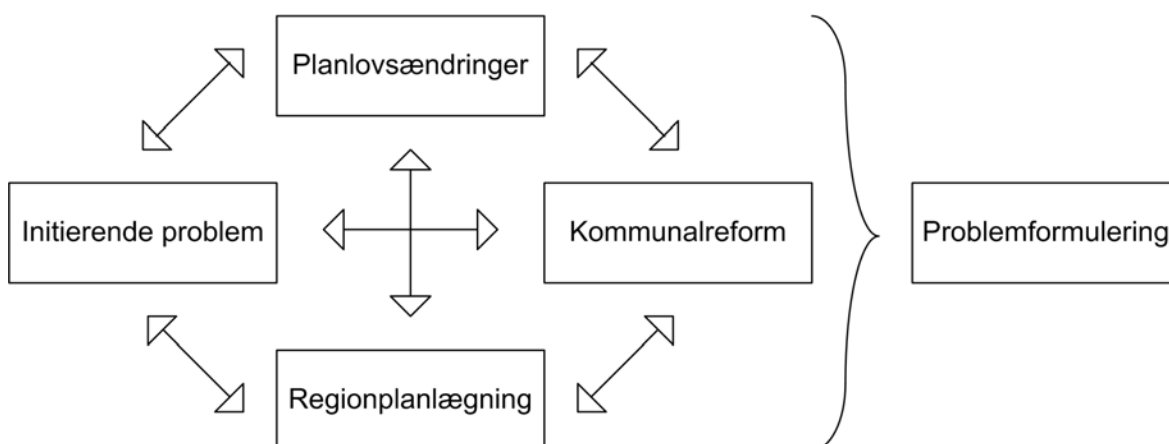 Planlovsændringer
Initierende problem
Kommunalreform
Problemformulering
Regionplanlægning